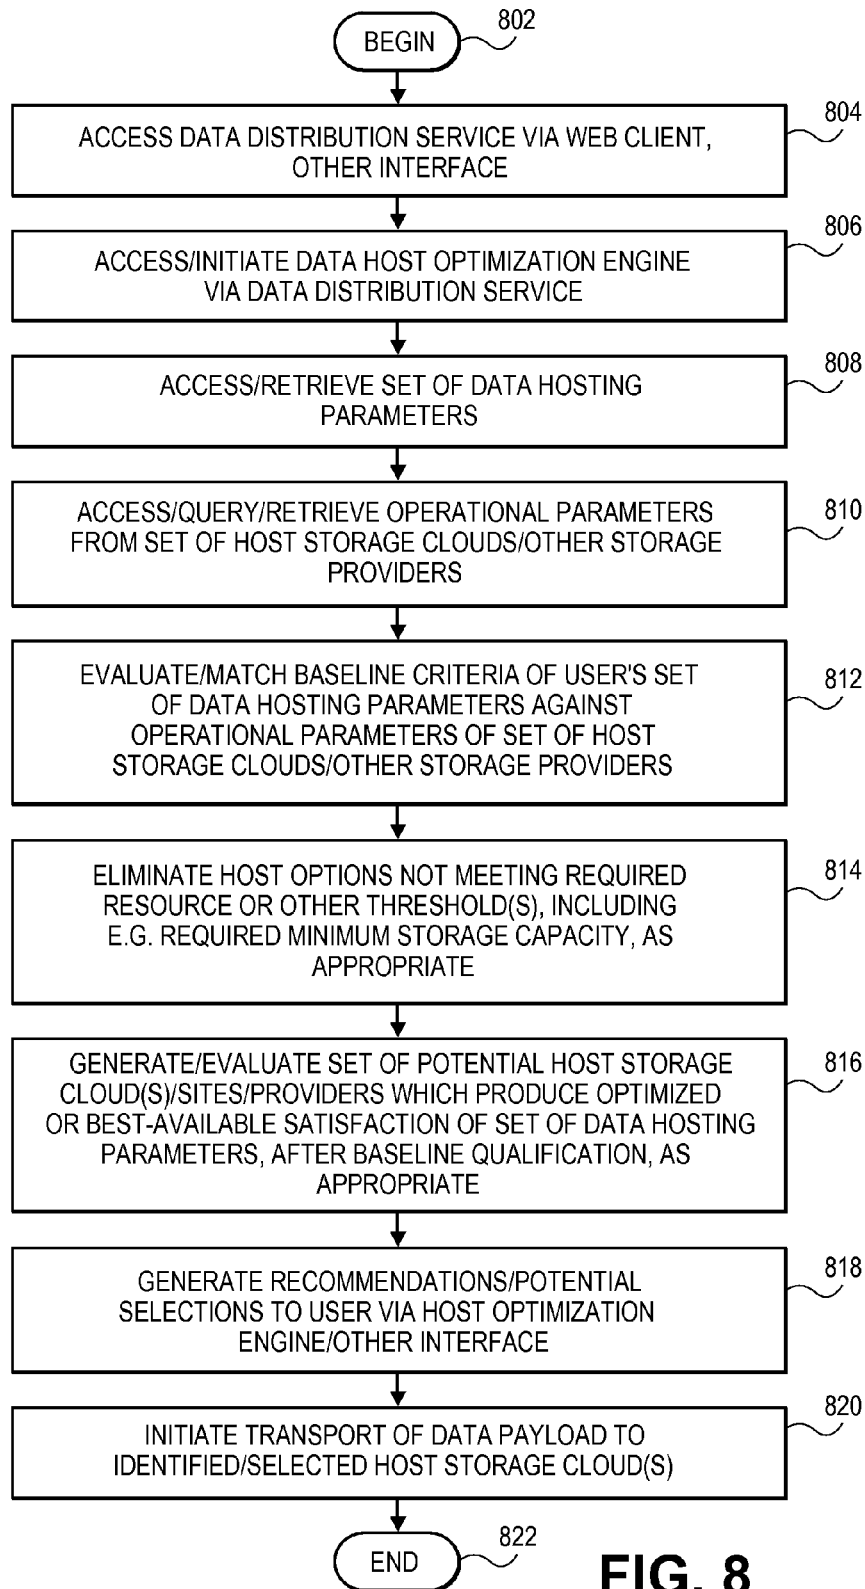 BEGIN
802
804
ACCESS DATA DISTRIBUTION SERVICE VIA WEB CLIENT,
OTHER INTERFACE
806
ACCESS/INITIATE DATA HOST OPTIMIZATION ENGINE
VIA DATA DISTRIBUTION SERVICE
808
ACCESS/RETRIEVE SET OF DATA HOSTING
PARAMETERS
810
ACCESS/QUERY/RETRIEVE OPERATIONAL PARAMETERS
FROM SET OF HOST STORAGE CLOUDS/OTHER STORAGE
PROVIDERS
812
EVALUATE/MATCH BASELINE CRITERIA OF USER'S SET
OF DATA HOSTING PARAMETERS AGAINST
OPERATIONAL PARAMETERS OF SET OF HOST
STORAGE CLOUDS/OTHER STORAGE PROVIDERS
814
ELIMINATE HOST OPTIONS NOT MEETING REQUIRED
RESOURCE OR OTHER THRESHOLD(S), INCLUDING
E.G. REQUIRED MINIMUM STORAGE CAPACITY, AS
APPROPRIATE
816
GENERATE/EVALUATE SET OF POTENTIAL HOST STORAGE
CLOUD(S)/SITES/PROVIDERS WHICH PRODUCE OPTIMIZED
OR BEST-AVAILABLE SATISFACTION OF SET OF DATA HOSTING
PARAMETERS, AFTER BASELINE QUALIFICATION, AS
APPROPRIATE
818
GENERATE RECOMMENDATIONS/POTENTIAL
SELECTIONS TO USER VIA HOST OPTIMIZATION
ENGINE/OTHER INTERFACE
820
INITIATE TRANSPORT OF DATA PAYLOAD TO
IDENTIFIED/SELECTED HOST STORAGE CLOUD(S)
822
END
FIG. 8